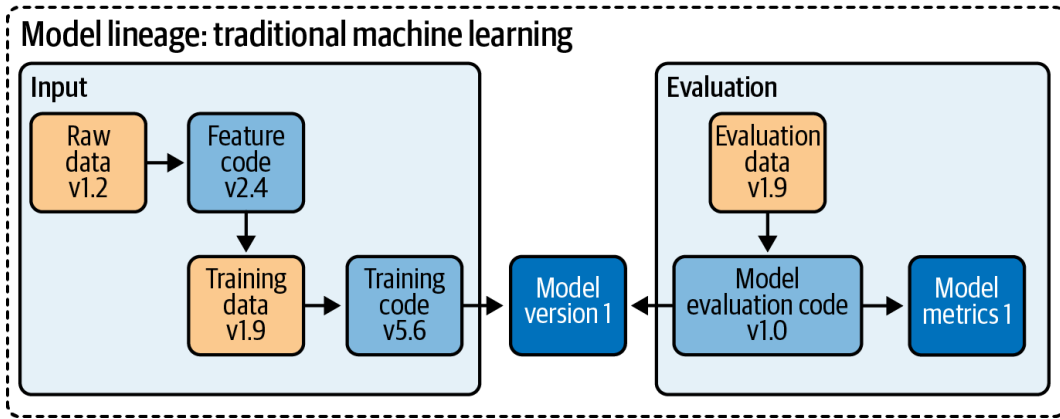 Model lineage: traditional machine learning
Input
Raw
data
v1.2
Feature
code
v2.4
Training
data
v1.9
Training
code
v5.6
Model
version 1
Evaluation
Evaluation
data
v1.9
Model
evaluation code
v1.0
Model
metrics 1